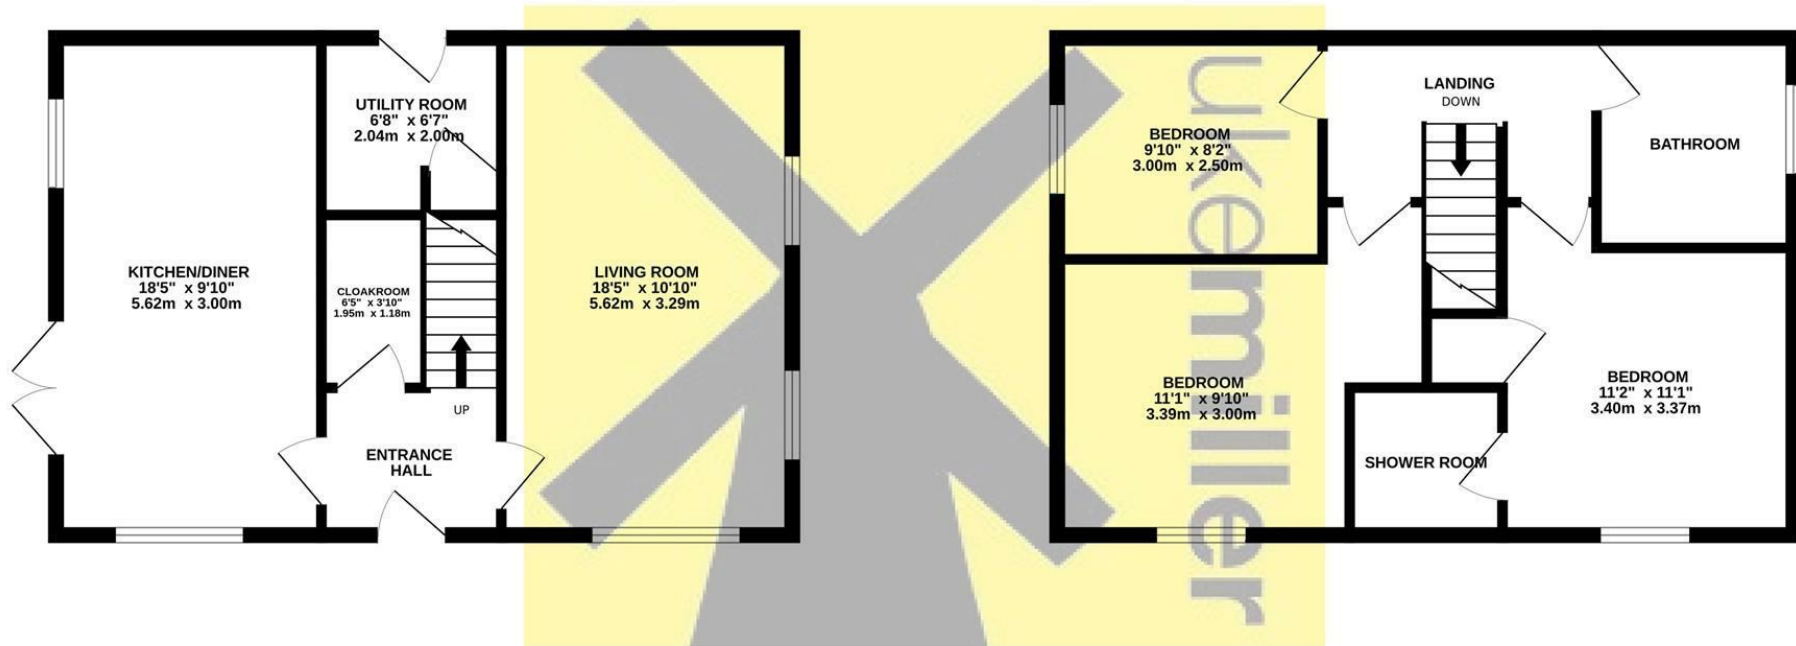 UTILITY ROOM
6'8" x 6'7"
2.04m x 2.00m
KITCHEN/DINER
18'5" x 9'10"
5.62m x 3.00m
CLOAKROOM
6'5" x 3'10"
1.95m x 1.18m
LIVING ROOM
18'5" x 10'10"
5.62m x 3.29m
UP
ENTRANCE
HALL
LANDING
DOWN
BEDROOM
9'10" x 8'2"
3.00m x 2.50m
BATHROOM
BEDROOM
11'1" x 9'10"
3.39m x 3.00m
BEDROOM
11'2" x 11'1"
3.40m x 3.37m
SHOWER ROOM
ukemiller